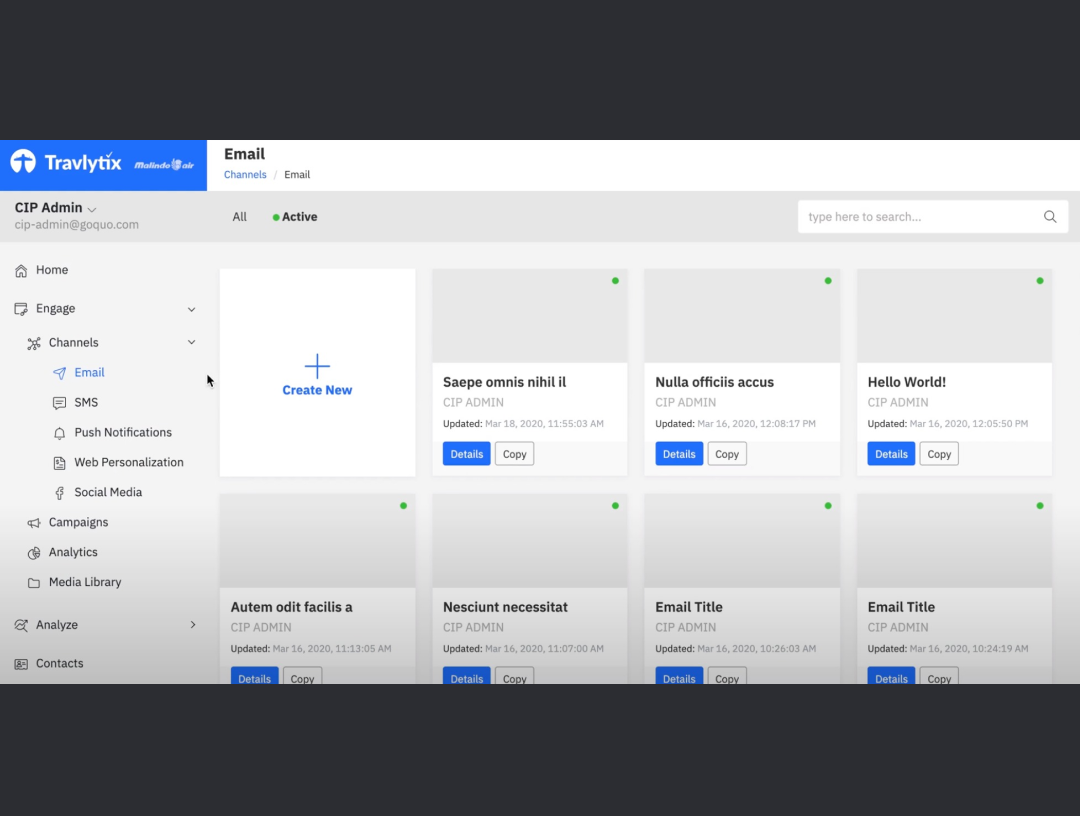 Travlytix Malindo air
Email
Channels / Email
CIP Admin
cip-admin@goquo.com
All
Active
type here to search...
Home
Engage
Channels
Email
SMS
Push Notifications
Web Personalization
Social Media
Campaigns
Analytics
Media Library
Analyze
Contacts
Create New
Saepe omnis nihil il
CIP ADMIN
Updated: Mar 18, 2020, 11:55:03 AM
Details Copy
Nulla officiis accus
CIP ADMIN
Updated: Mar 16, 2020, 12:08:17 PM
Details Copy
Hello World!
CIP ADMIN
Updated: Mar 16, 2020, 12:05:50 PM
Details Copy
Autem odit facilis a
CIP ADMIN
Updated: Mar 16, 2020, 11:13:05 AM
Details Copy
Nesciunt necessitat
CIP ADMIN
Updated: Mar 16, 2020, 11:07:00 AM
Details Copy
Email Title
CIP ADMIN
Updated: Mar 16, 2020, 10:26:03 AM
Details Copy
Email Title
CIP ADMIN
Updated: Mar 16, 2020, 10:24:19 AM
Details Copy